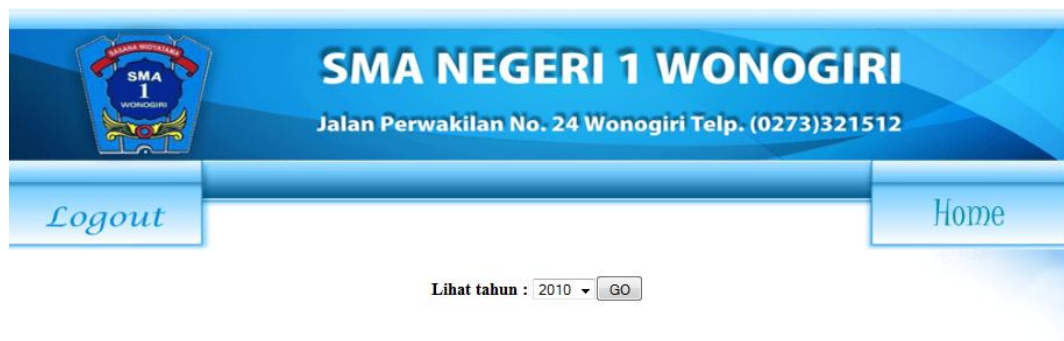 SASANA WIDYATAMA
SMA
1
WONOGIRI
SMA NEGERI 1 WONOGIRI
Jalan Perwakilan No. 24 Wonogiri Telp. (0273)321512
Logout
Home
Lihat tahun : 2010 GO